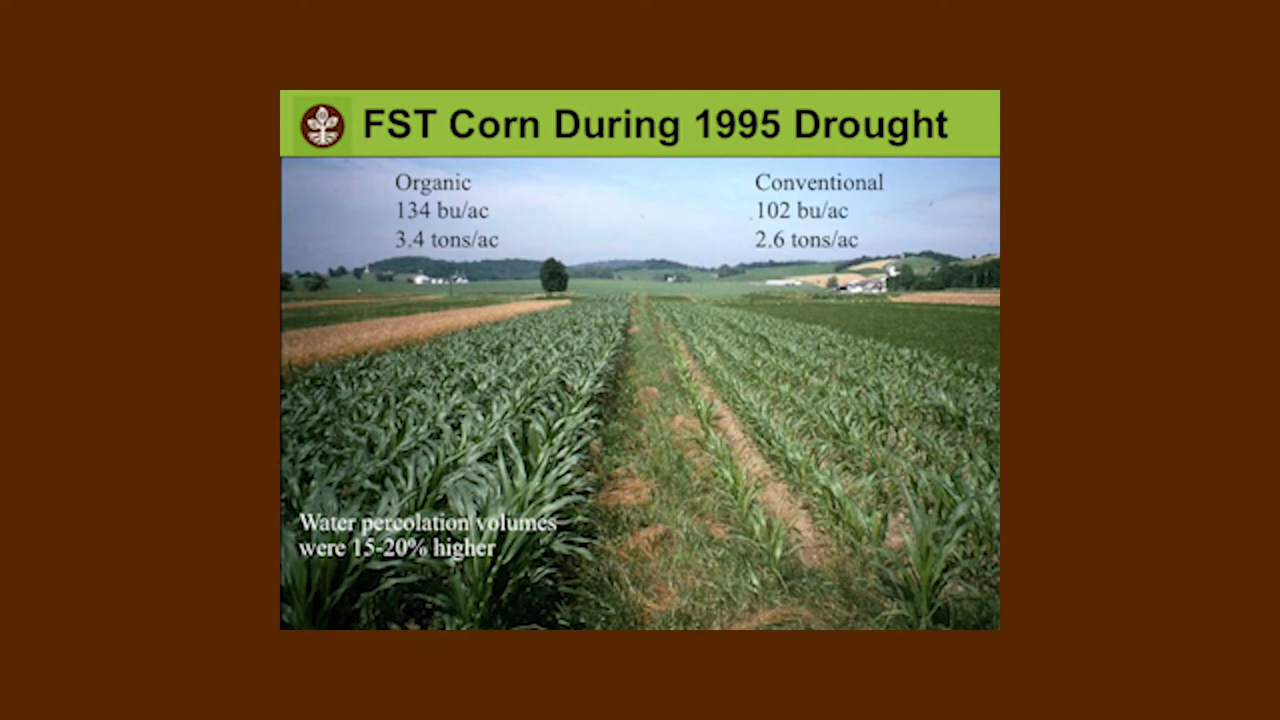 FST Corn During 1995 Drought
Organic
134 bu/ac
3.4 tons/ac
Conventional
102 bu/ac
2.6 tons/ac
Water percolation volumes
were 15-20% higher